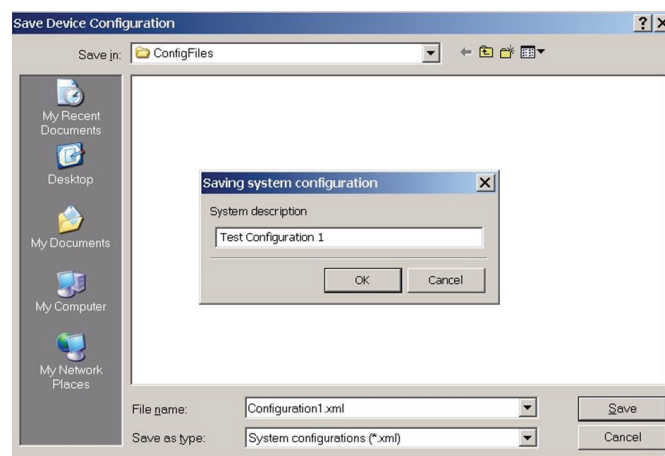 Save Device Configuration
Save in: ConfigFiles
My Recent
Documents
Desktop
My Documents
My Computer
My Network
Places
Saving system configuration
System description
Test Configuration 1
OK Cancel
File name: Configuration1.xml Save
Save as type: System configurations (*.xml) Cancel